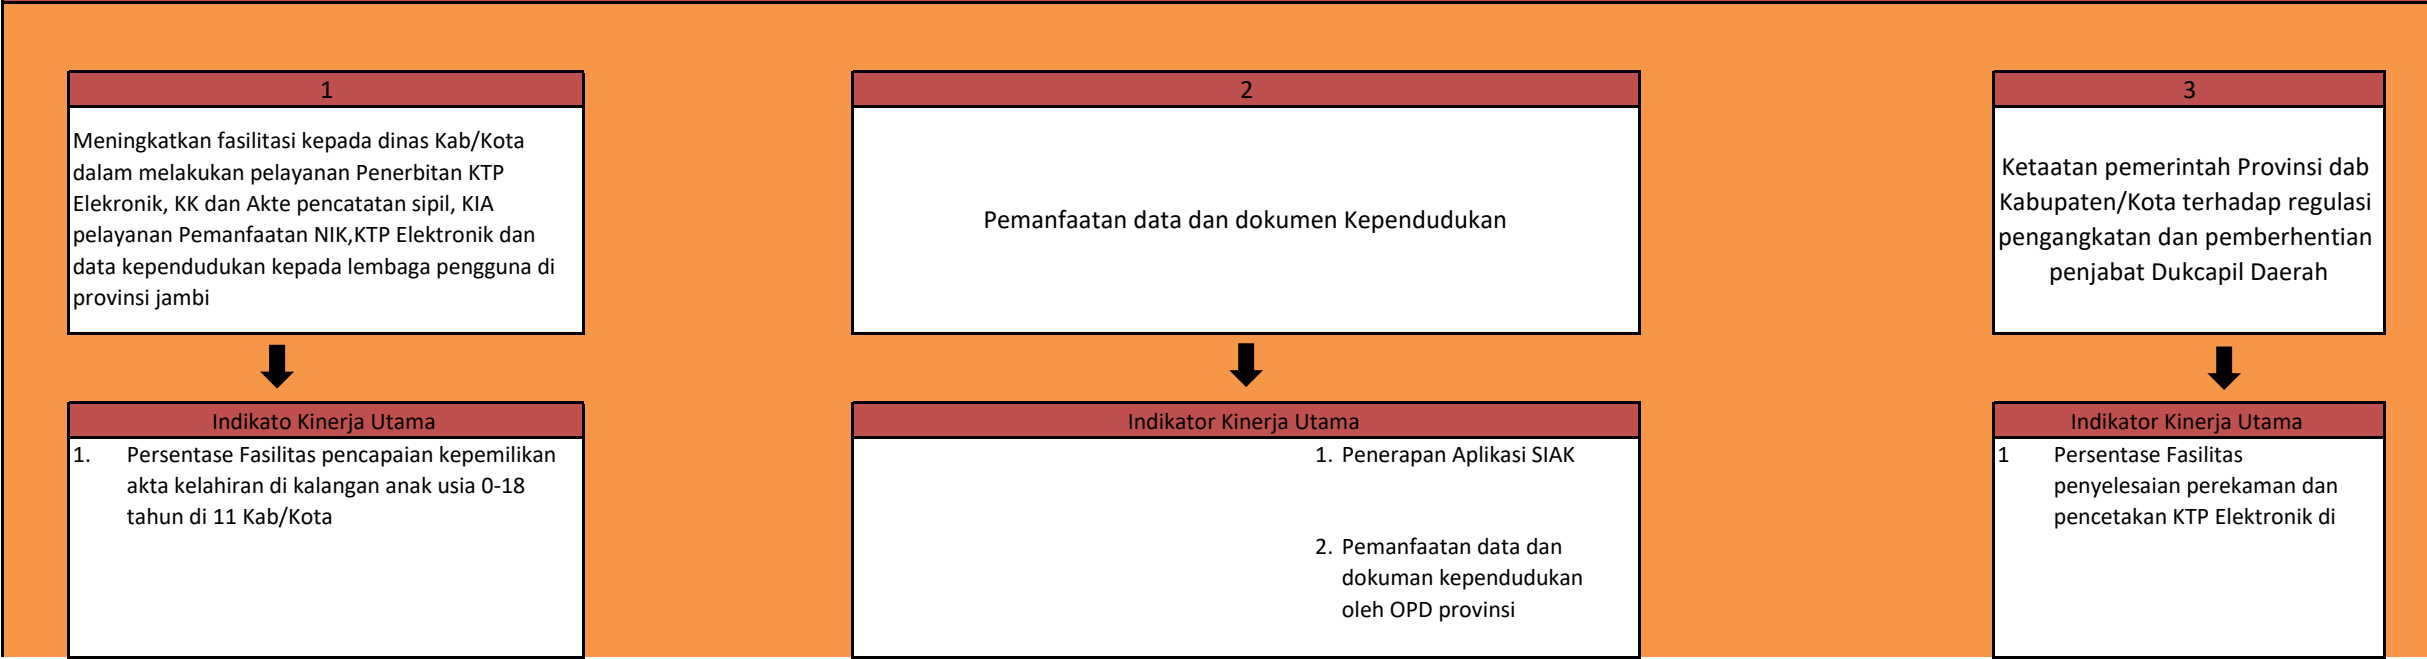 1
Meningkatkan fasilitasi kepada dinas Kab/Kota
dalam melakukan pelayanan Penerbitan KTP
Elekronik, KK dan Akte pencatatan sipil, KIA
pelayanan Pemanfaatan NIK,KTP Elektronik dan
data kependudukan kepada lembaga pengguna di
provinsi jambi
Indikato Kinerja Utama
1. Persentase Fasilitas pencapaian kepemilikan
akta kelahiran di kalangan anak usia 0-18
tahun di 11 Kab/Kota
2
Pemanfaatan data dan dokumen Kependudukan
Indikator Kinerja Utama
1. Penerapan Aplikasi SIAK
2. Pemanfaatan data dan
dokuman kependudukan
oleh OPD provinsi
3
Ketaatan pemerintah Provinsi dab
Kabupaten/Kota terhadap regulasi
pengangkatan dan pemberhentian
penjabat Dukcapil Daerah
Indikator Kinerja Utama
1 Persentase Fasilitas
penyelesaian perekaman dan
pencetakan KTP Elektronik di